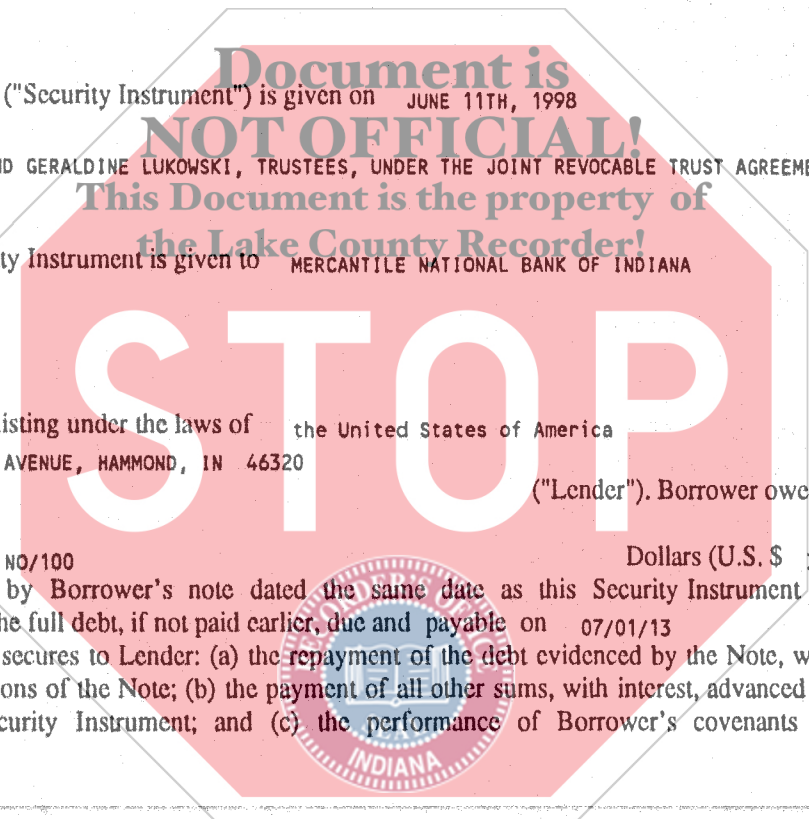 Document is
("Security Instrument") is given on JUNE 11TH, 1998
NOT OFFICIAL!
ND GERALDINE LUKOWSKI, TRUSTEES, UNDER THE JOINT REVOCABLE TRUST AGREEME
This Document is the property of
the Lake County Recorder!
ty Instrument is given to MERCANTILE NATIONAL BANK OF INDIANA
STOP
isting under the laws of the United States of America
AVENUE, HAMMOND, IN 46320
("Lender"). Borrower owe
NO/100 Dollars (U.S. $
by Borrower's note dated the same date as this Security Instrument
he full debt, if not paid earlier, due and payable on 07/01/13
secures to Lender: (a) the repayment of the debt evidenced by the Note, w
ons of the Note; (b) the payment of all other sums, with interest, advanced
curity Instrument; and (c) the performance of Borrower's covenants
RECORDER'S OFFICE
SEAL
INDIANA